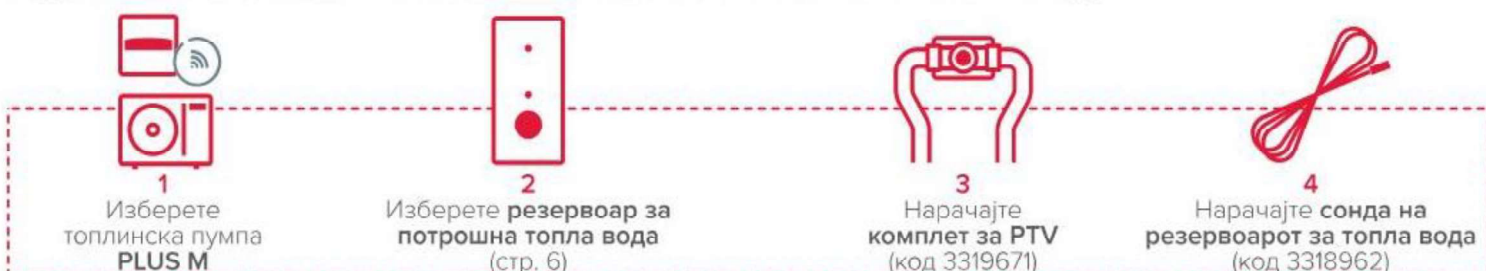 1
Изберете
топлинска пумпа
PLUS M
2
Изберете резервоар за
потрошна топла вода
(стр. 6)
3
Нарачајте
комплет за PTV
(код 3319671)
4
Нарачајте сонда на
резервоарот за топла вода
(код 3318962)